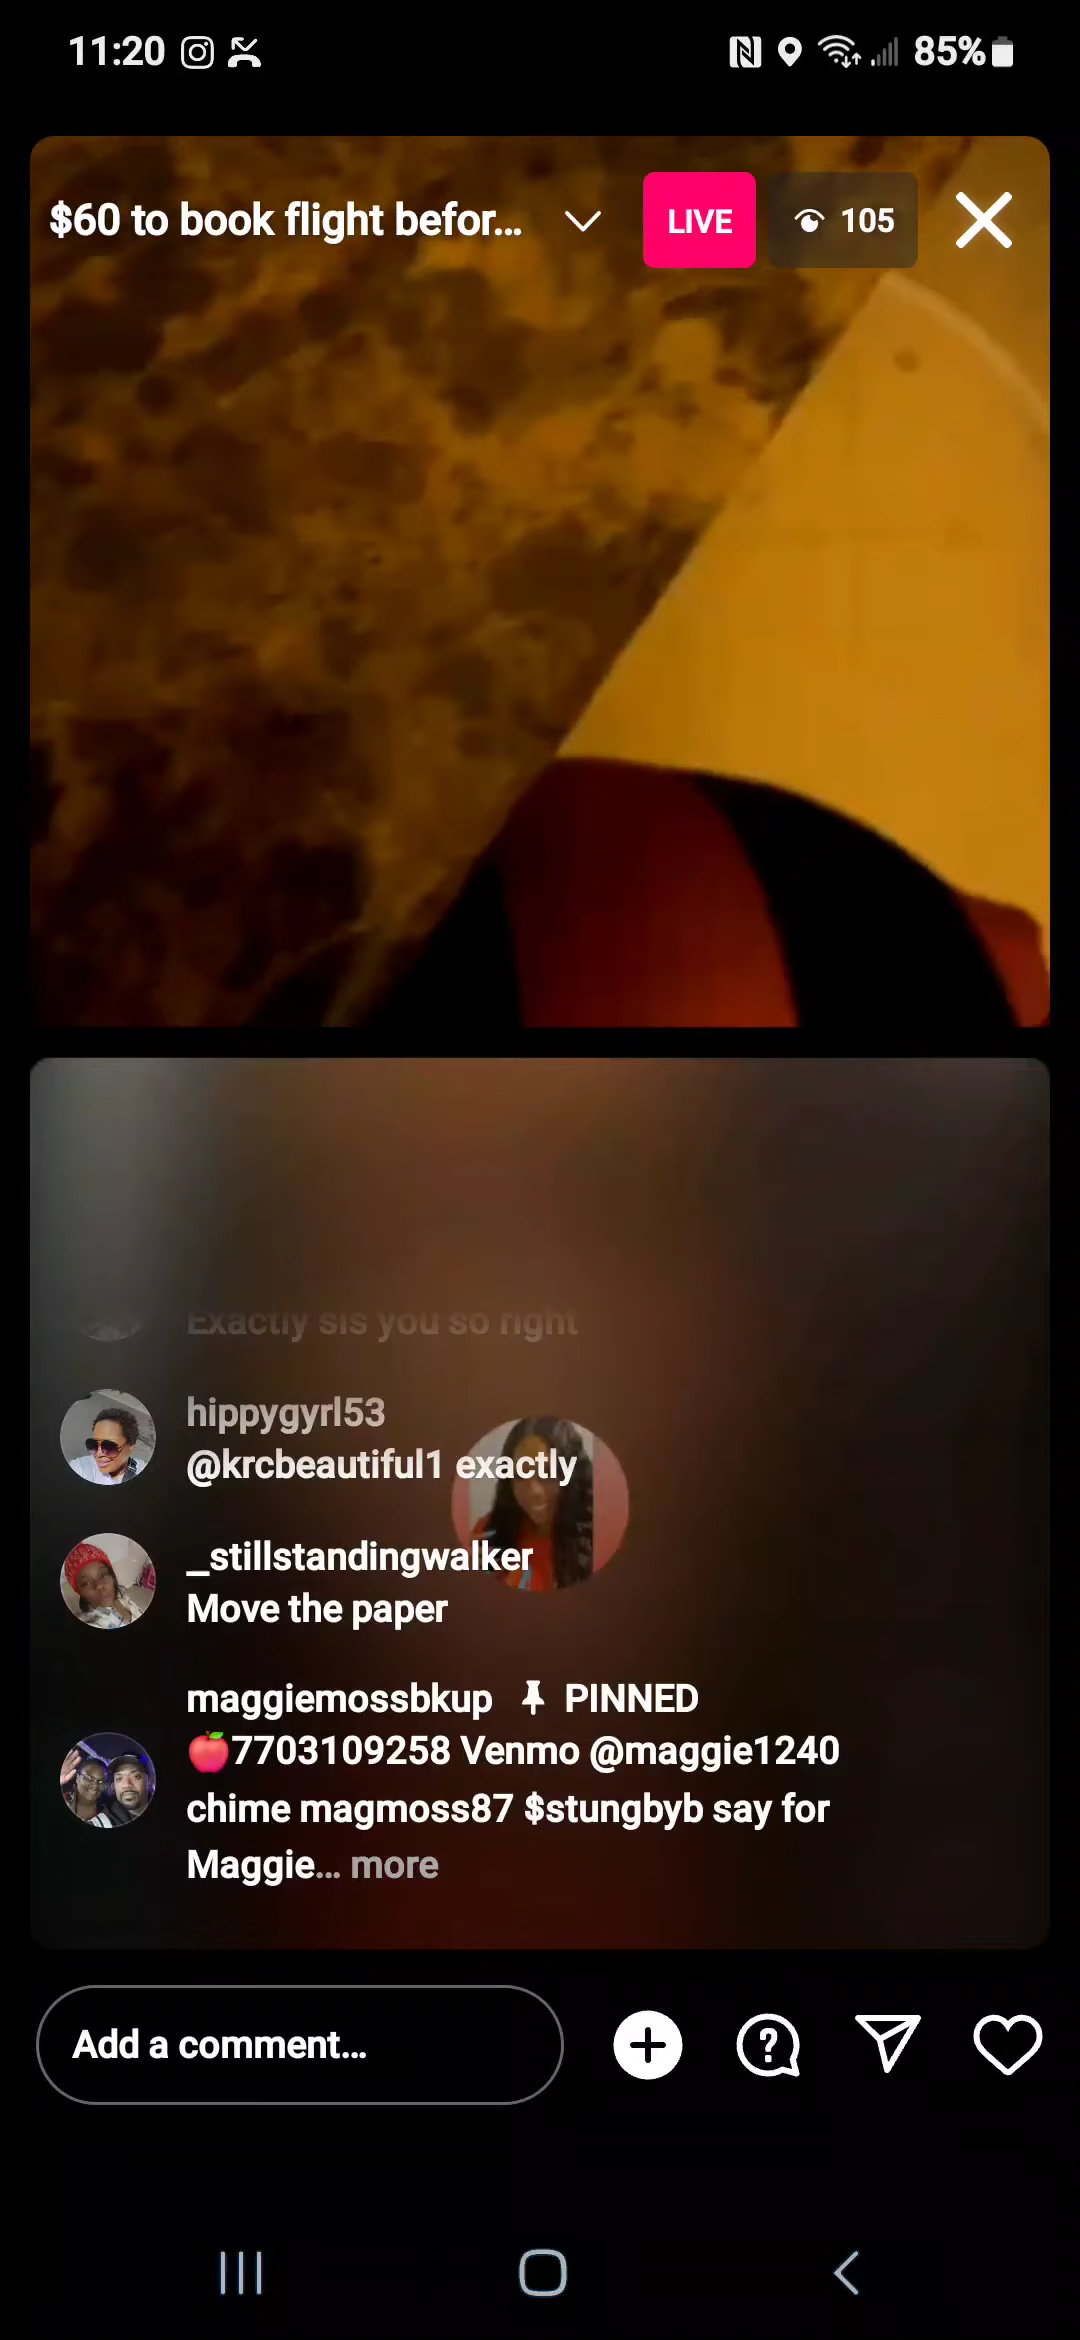 11:20
85%
$60 to book flight befor...
LIVE
105
Exactly sis you so right
hippygyrl53
@krcbeautiful1 exactly
_stillstandingwalker
Move the paper
maggiemossbkup PINNED
🍎7703109258 Venmo @maggie1240
chime magmoss87 $stungbyb say for
Maggie... more
Add a comment...